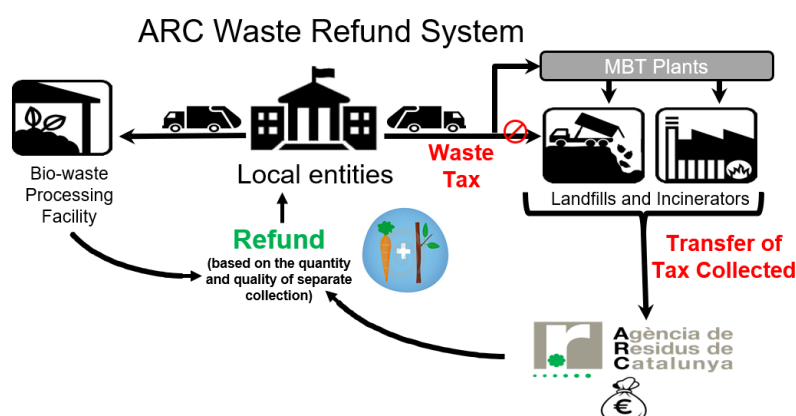 ARC Waste Refund System
MBT Plants
Waste
Tax
Local entities
Bio-waste
Processing
Facility
Landfills and Incinerators
Refund
(based on the quantity
and quality of separate
collection)
+
Transfer of
Tax Collected
r
Agència de
Residus de
Catalunya
€